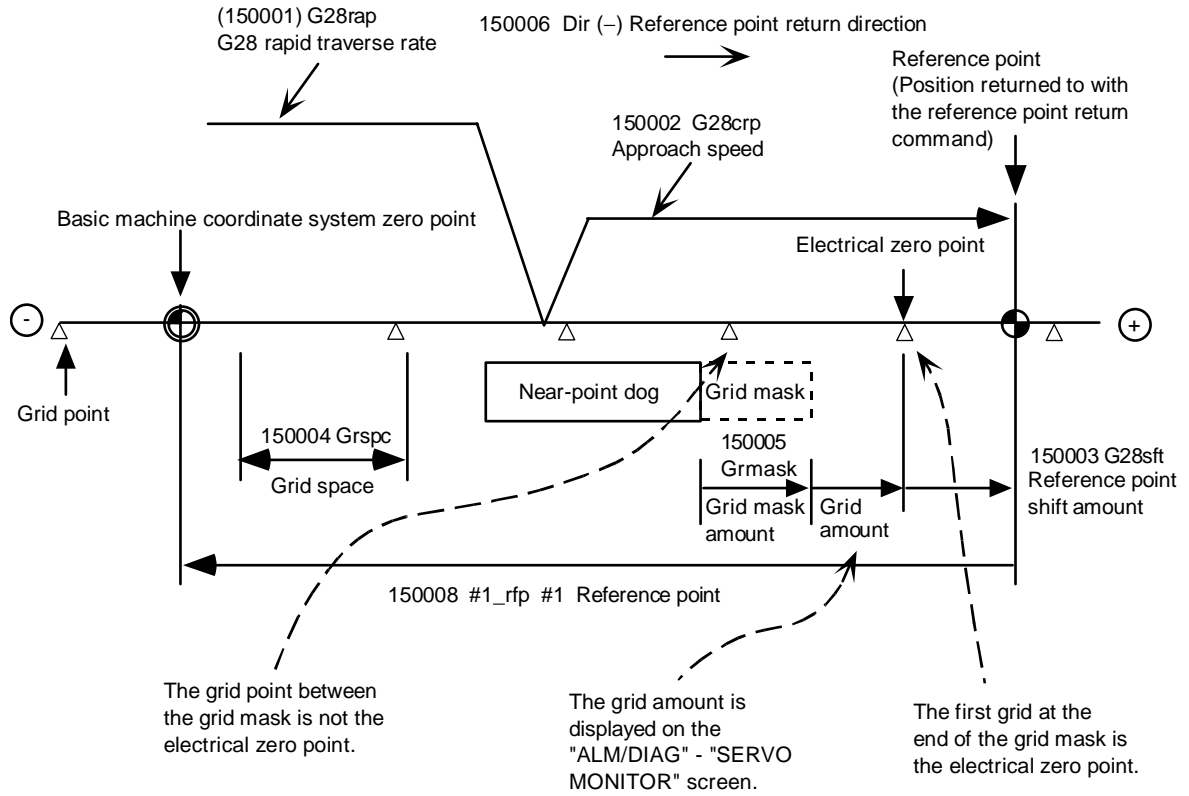 (150001) G28rap
G28 rapid traverse rate
150006 Dir (−) Reference point return direction
Reference point
(Position returned to with
the reference point return
command)
150002 G28crp
Approach speed
Basic machine coordinate system zero point
Electrical zero point
-
+
Grid point
Near-point dog
Grid mask
150004 Grspc
Grid space
150005
Grmask
Grid mask
amount
Grid
amount
150003 G28sft
Reference point
shift amount
150008 #1_rfp #1 Reference point
The grid point between
the grid mask is not the
electrical zero point.
The grid amount is
displayed on the
"ALM/DIAG" - "SERVO
MONITOR" screen.
The first grid at the
end of the grid mask is
the electrical zero point.